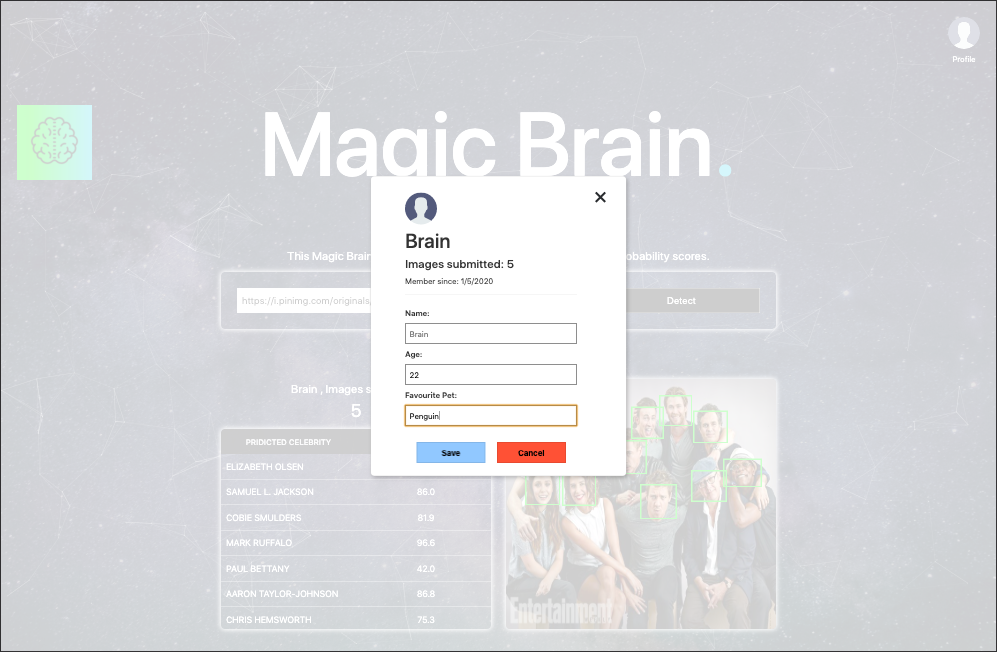 Profile
Magic Brain.
This Magic Brain
obability scores.
https://i.pinimg.com/originals/
Detect
Brain
Images submitted: 5
Member since: 1/5/2020
Name:
Brain
Age:
22
Favourite Pet:
Penguin
Save Cancel
Brain , Images s
5
PRIDICTED CELEBRITY
ELIZABETH OLSEN
SAMUEL L. JACKSON 86.0
COBIE SMULDERS 81.9
MARK RUFFALO 96.6
PAUL BETTANY 42.0
AARON TAYLOR-JOHNSON 86.8
CHRIS HEMSWORTH 75.3
Entertainment